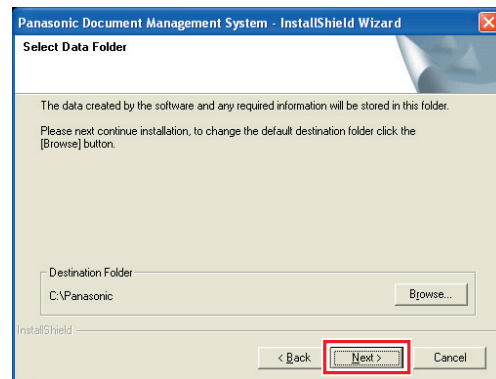 Panasonic Document Management System - InstallShield Wizard
Select Data Folder
The data created by the software and any required information will be stored in this folder.
Please next continue installation, to change the default destination folder click the
[Browse] button.
Destination Folder
C:\Panasonic
Browse...
InstallShield
< Back
Next >
Cancel